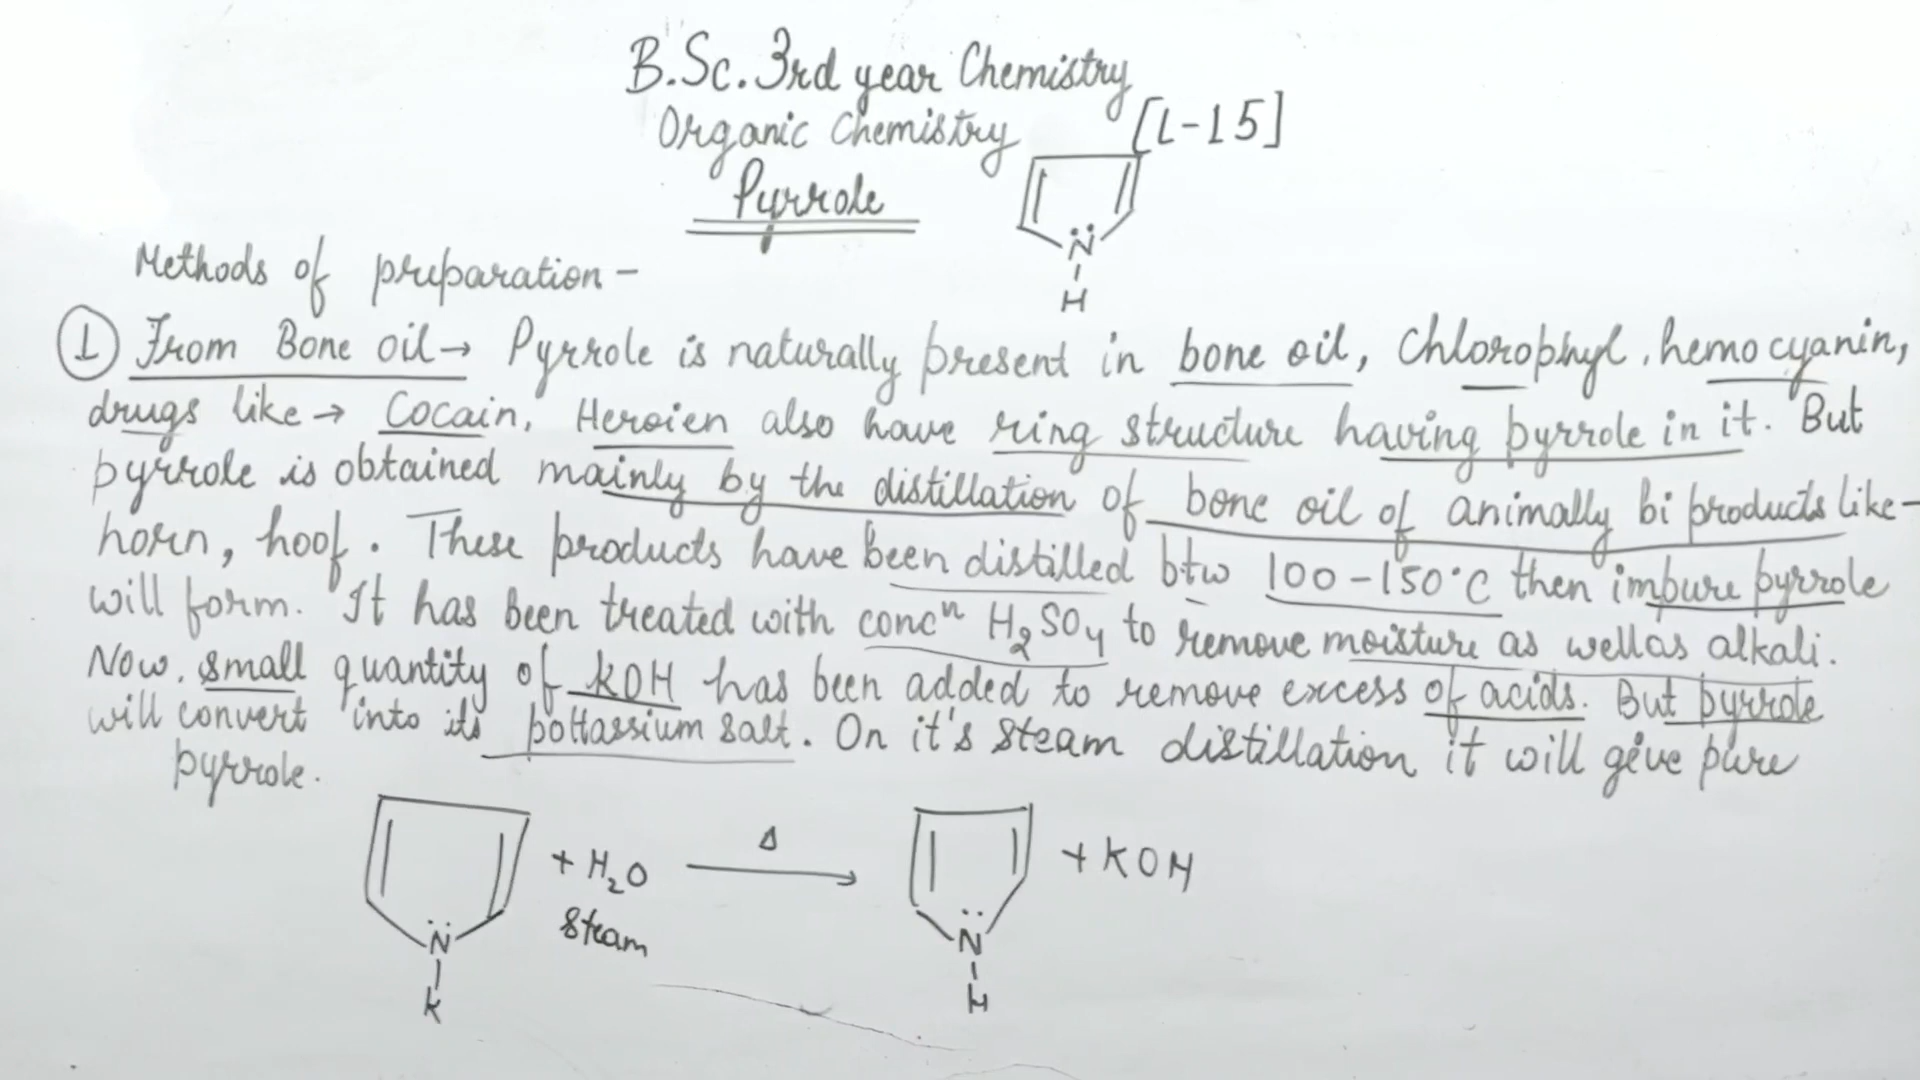 B.Sc. 3rd year Chemistry
Organic Chemistry [L-15]
Pyrrole
N
H
Methods of preparation -
① From Bone oil → Pyrrole is naturally present in bone oil, Chlorophyl, hemocyanin,
drugs like → Cocain, Heroien also have ring structure having pyrrole in it. But
pyrrole is obtained mainly by the distillation of bone oil of animally bi products like-
horn, hoof. These products have been distilled btw 100-150°C then impure pyrrole
will form. It has been treated with concⁿ H₂SO₄ to remove moisture as wellas alkali.
Now, small quantity of KOH has been added to remove excess of acids. But pyrrole
will convert into its pottassium salt. On it's steam distillation it will give pure
pyrrole.
+ H₂O Δ → + KOH
steam
N N
K H